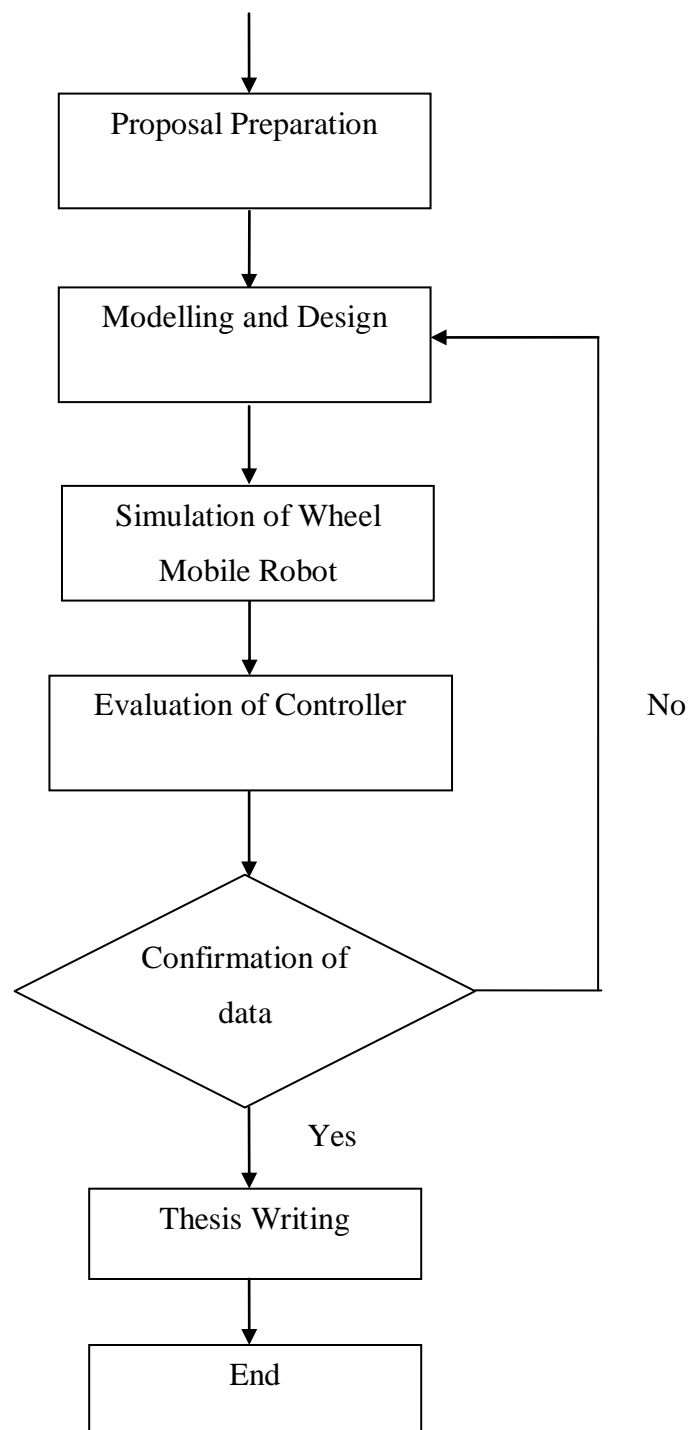 Proposal Preparation
Modelling and Design
Simulation of Wheel
Mobile Robot
Evaluation of Controller
No
Confirmation of
data
Yes
Thesis Writing
End